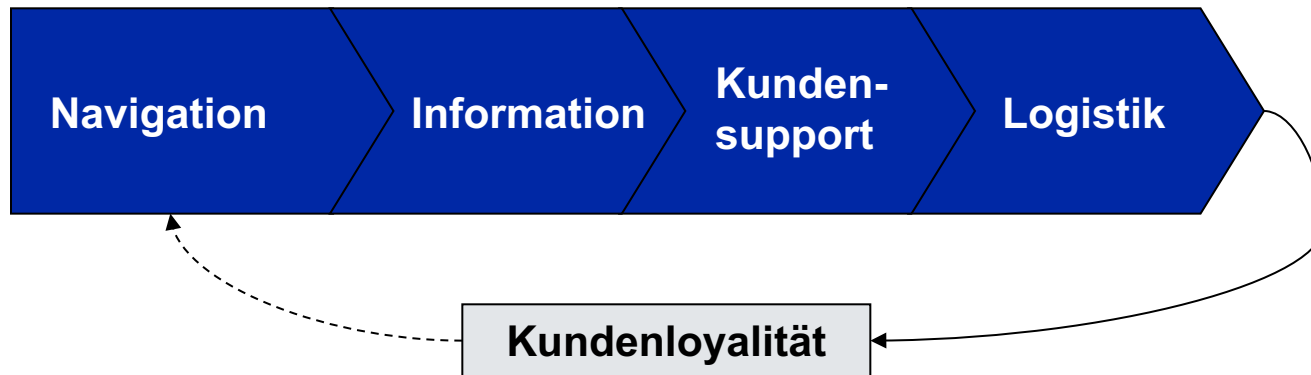 Navigation
Information
Kunden-
support
Logistik
Kundenloyalität